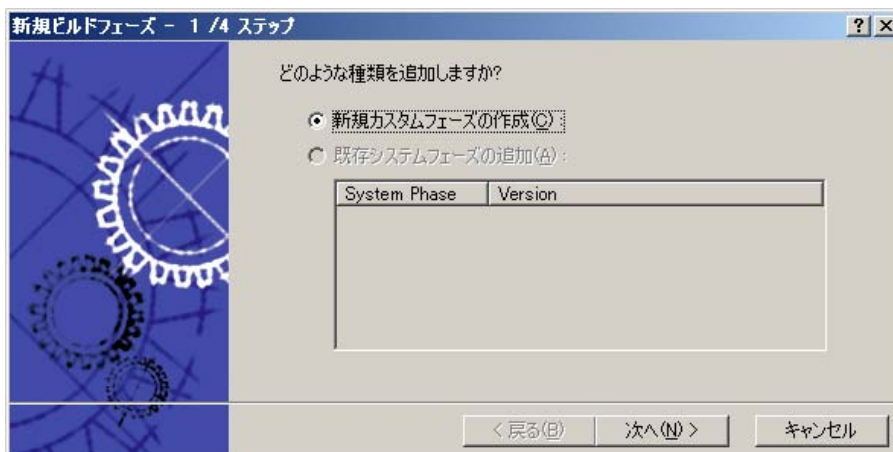 新規ビルドフェーズ - 1 /4 ステップ
どのような種類を追加しますか?
新規カスタムフェーズの作成(C) :
既存システムフェーズの追加(A) :
System Phase Version
< 戻る(B) 次へ(N) > キャンセル